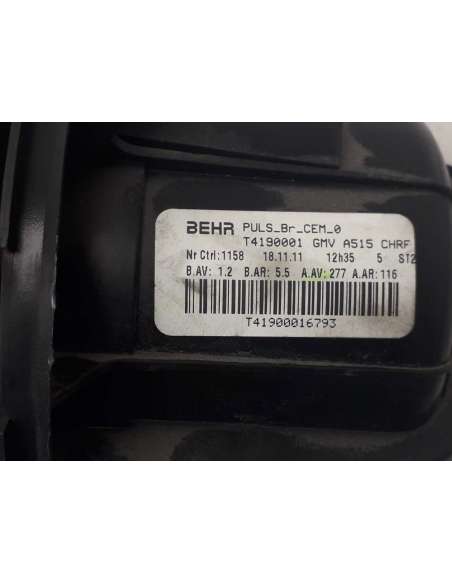 BEHR PULS_Br_CEM_0
T4190001 GMV A515 CHRF
Nr Ctrl:1158 18.11.11 12h35 5 S12
B.AV: 1.2 B.AR: 5.5 A.AV: 277 A.AR: 116
T41900016793